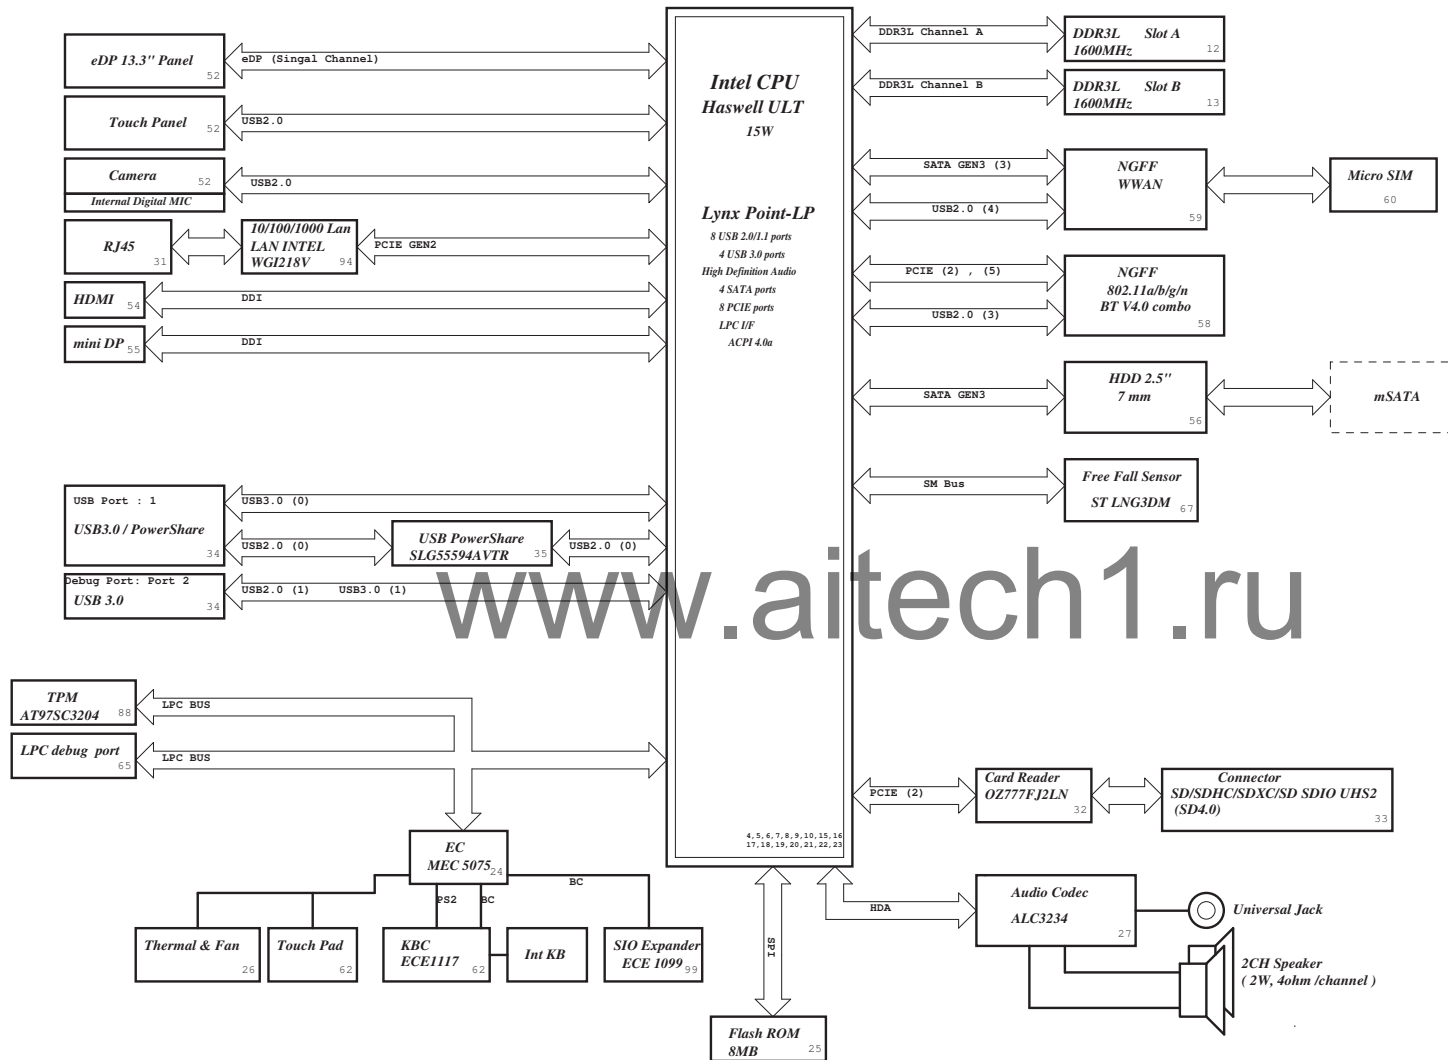 eDP 13.3" Panel
52
eDP (Singal Channel)
Touch Panel
52
USB2.0
Camera
52
Internal Digital MIC
USB2.0
RJ45
31
10/100/1000 Lan
LAN INTEL
WGI218V
94
PCIE GEN2
HDMI
54
DDI
mini DP
55
DDI
USB Port : 1
USB3.0 / PowerShare
34
USB3.0 (0)
USB2.0 (0)
USB PowerShare
SLG55594AVTR
35
USB2.0 (0)
Debug Port: Port 2
USB 3.0
34
USB2.0 (1) USB3.0 (1)
TPM
AT97SC3204
88
LPC BUS
LPC debug port
65
LPC BUS
EC
MEC 5075
24
PS2
BC
BC
Thermal & Fan
26
Touch Pad
62
KBC
ECE1117
62
Int KB
SIO Expander
ECE 1099
99
Intel CPU
Haswell ULT
15W
Lynx Point-LP
8 USB 2.0/1.1 ports
4 USB 3.0 ports
High Definition Audio
4 SATA ports
8 PCIE ports
LPC I/F
ACPI 4.0a
4,5,6,7,8,9,10,15,16
17,18,19,20,21,22,23
DDR3L Channel A
DDR3L Slot A
1600MHz
12
DDR3L Channel B
DDR3L Slot B
1600MHz
13
SATA GEN3 (3)
USB2.0 (4)
NGFF
WWAN
59
Micro SIM
60
PCIE (2) , (5)
USB2.0 (3)
NGFF
802.11a/b/g/n
BT V4.0 combo
58
SATA GEN3
HDD 2.5"
7 mm
56
mSATA
SM Bus
Free Fall Sensor
ST LNG3DM
67
www.aitech1.ru
PCIE (2)
Card Reader
OZ777FJ2LN
32
Connector
SD/SDHC/SDXC/SD SDIO UHS2
(SD4.0)
33
HDA
Audio Codec
ALC3234
27
Universal Jack
2CH Speaker
( 2W, 4ohm /channel )
SPI
Flash ROM
8MB
25